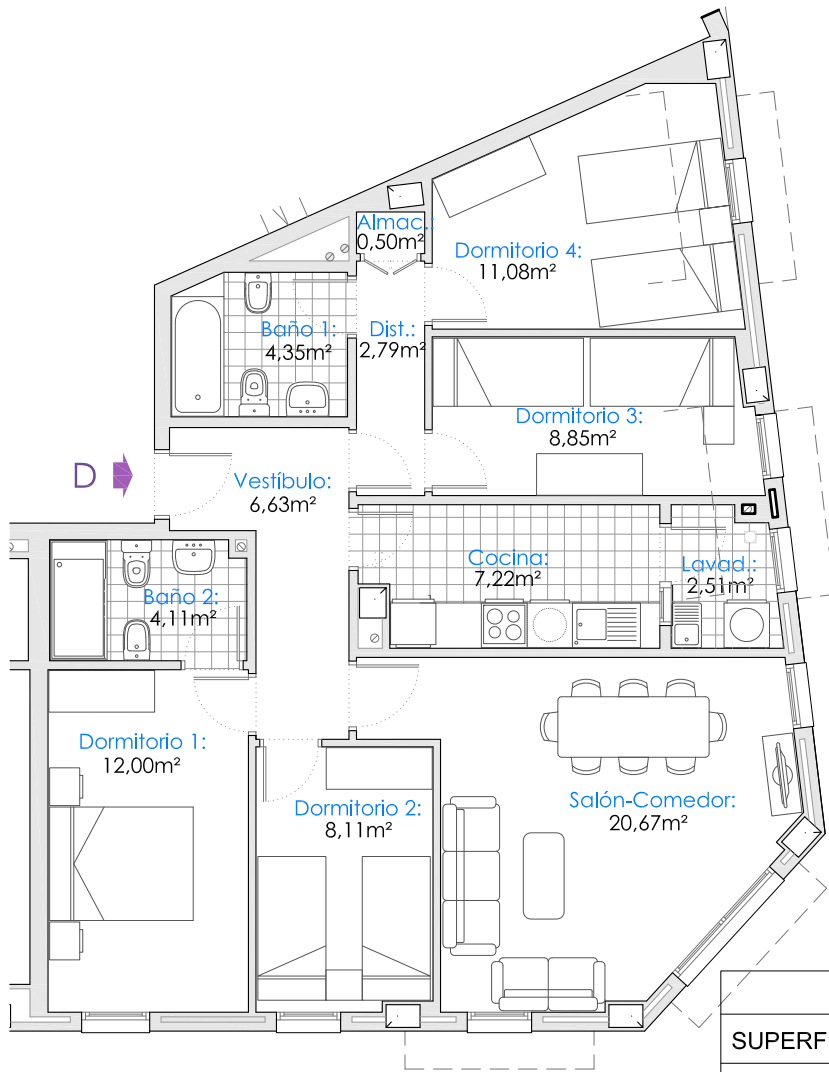 Almac.:
0,50m²
Dormitorio 4:
11,08m²
Baño 1:
4,35m²
Dist.:
2,79m²
Dormitorio 3:
8,85m²
D
Vestíbulo:
6,63m²
Cocina:
7,22m²
Lavad.:
2,51m²
Baño 2:
4,11m²
Dormitorio 1:
12,00m²
Dormitorio 2:
8,11m²
Salón-Comedor:
20,67m²
SUPERF